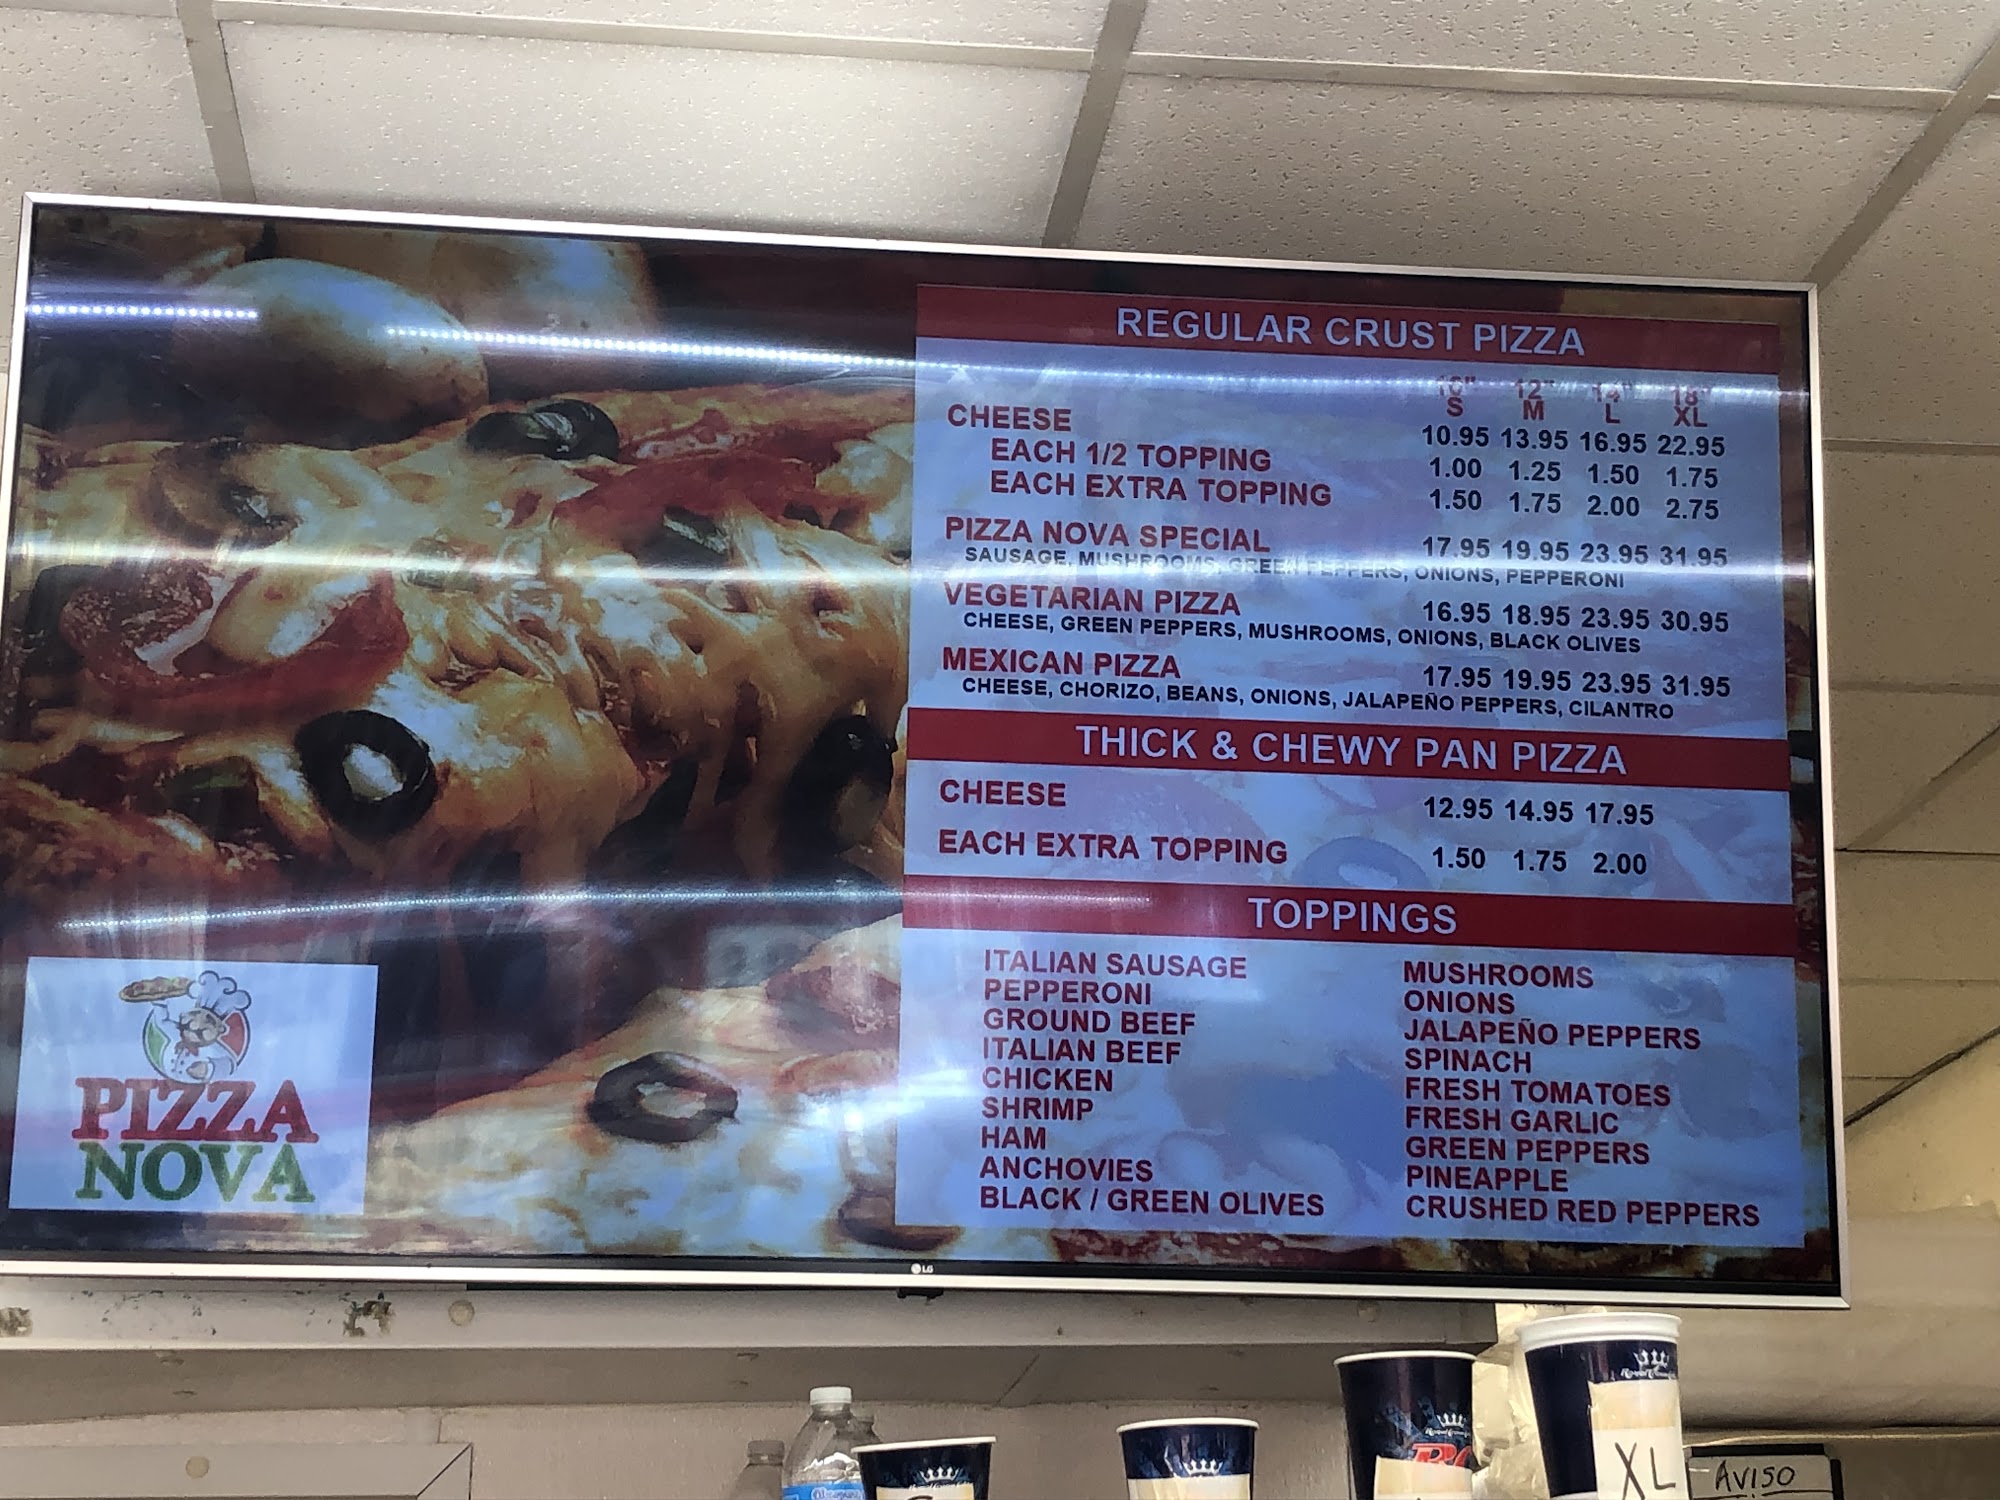 REGULAR CRUST PIZZA
10" 12" 14" 18"
S M L XL
CHEESE 10.95 13.95 16.95 22.95
EACH 1/2 TOPPING 1.00 1.25 1.50 1.75
EACH EXTRA TOPPING 1.50 1.75 2.00 2.75
PIZZA NOVA SPECIAL 17.95 19.95 23.95 31.95
SAUSAGE, MUSHROOMS, GREEN PEPPERS, ONIONS, PEPPERONI
VEGETARIAN PIZZA 16.95 18.95 23.95 30.95
CHEESE, GREEN PEPPERS, MUSHROOMS, ONIONS, BLACK OLIVES
MEXICAN PIZZA 17.95 19.95 23.95 31.95
CHEESE, CHORIZO, BEANS, ONIONS, JALAPEÑO PEPPERS, CILANTRO
THICK & CHEWY PAN PIZZA
CHEESE 12.95 14.95 17.95
EACH EXTRA TOPPING 1.50 1.75 2.00
TOPPINGS
ITALIAN SAUSAGE
PEPPERONI
GROUND BEEF
ITALIAN BEEF
CHICKEN
SHRIMP
HAM
ANCHOVIES
BLACK / GREEN OLIVES
MUSHROOMS
ONIONS
JALAPEÑO PEPPERS
SPINACH
FRESH TOMATOES
FRESH GARLIC
GREEN PEPPERS
PINEAPPLE
CRUSHED RED PEPPERS
PIZZA
NOVA
LG
XL
AVISO